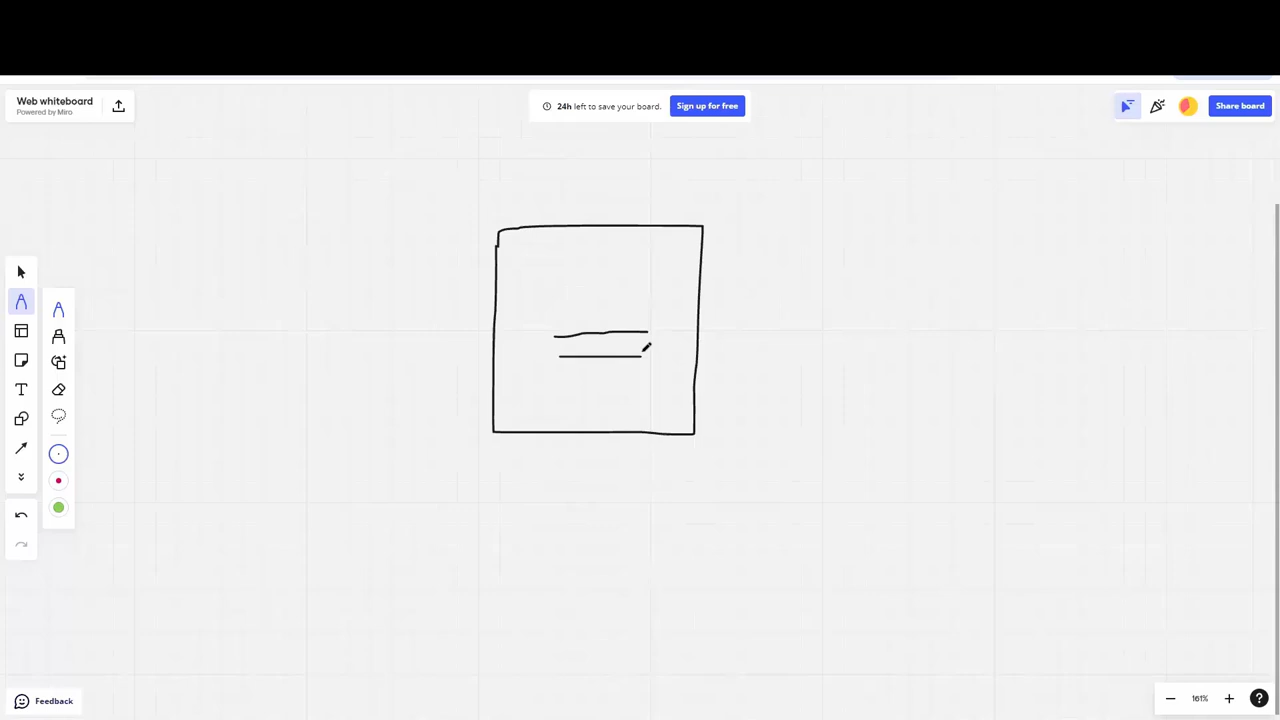 Web whiteboard
Powered by Miro
24h left to save your board.
Sign up for free
Share board
T
Feedback
161%
?